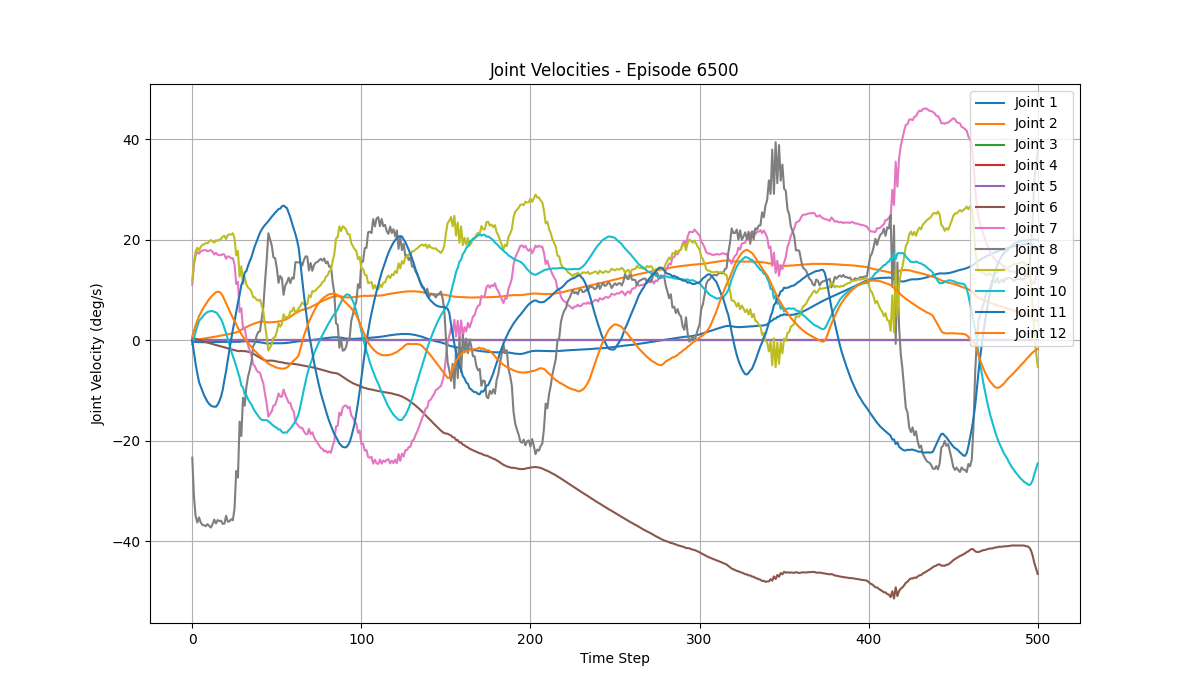 Joint Velocities - Episode 6500
Joint Velocity (deg/s)
40
20
0
−20
−40
0
100
200
300
400
500
Time Step
Joint 1
Joint 2
Joint 3
Joint 4
Joint 5
Joint 6
Joint 7
Joint 8
Joint 9
Joint 10
Joint 11
Joint 12